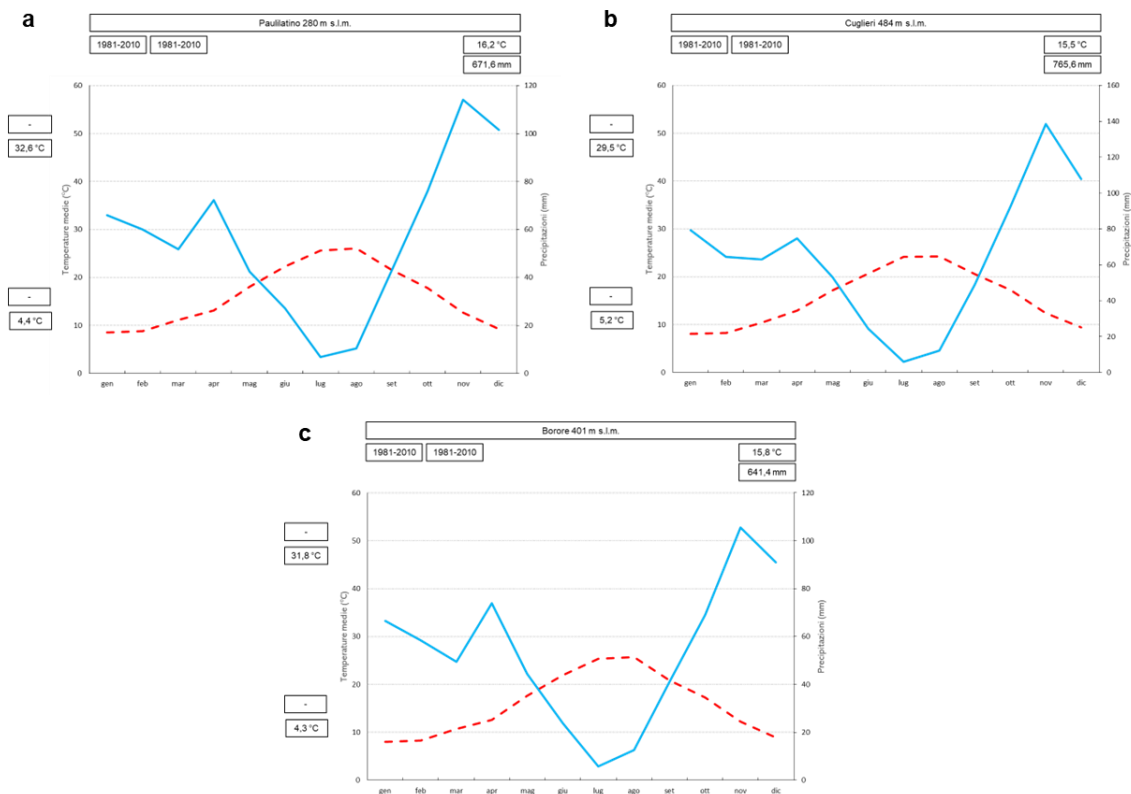 a
Paulilatino 280 m s.l.m.
1981-2010 1981-2010 16,2 °C
671,6 mm
-
32,6 °C
-
4,4 °C
Temperature medie (°C)
60
50
40
30
20
10
0
120
100
80
60
40
20
0
Precipitazioni (mm)
gen feb mar apr mag giu lug ago set ott nov dic
b
Cuglieri 484 m s.l.m.
1981-2010 1981-2010 15,5 °C
765,6 mm
-
29,5 °C
-
5,2 °C
Temperature medie (°C)
60
50
40
30
20
10
0
160
140
120
100
80
60
40
20
0
Precipitazioni (mm)
gen feb mar apr mag giu lug ago set ott nov dic
c
Borore 401 m s.l.m.
1981-2010 1981-2010 15,8 °C
641,4 mm
-
31,8 °C
-
4,3 °C
Temperature medie (°C)
60
50
40
30
20
10
0
120
100
80
60
40
20
0
Precipitazioni (mm)
gen feb mar apr mag giu lug ago set ott nov dic